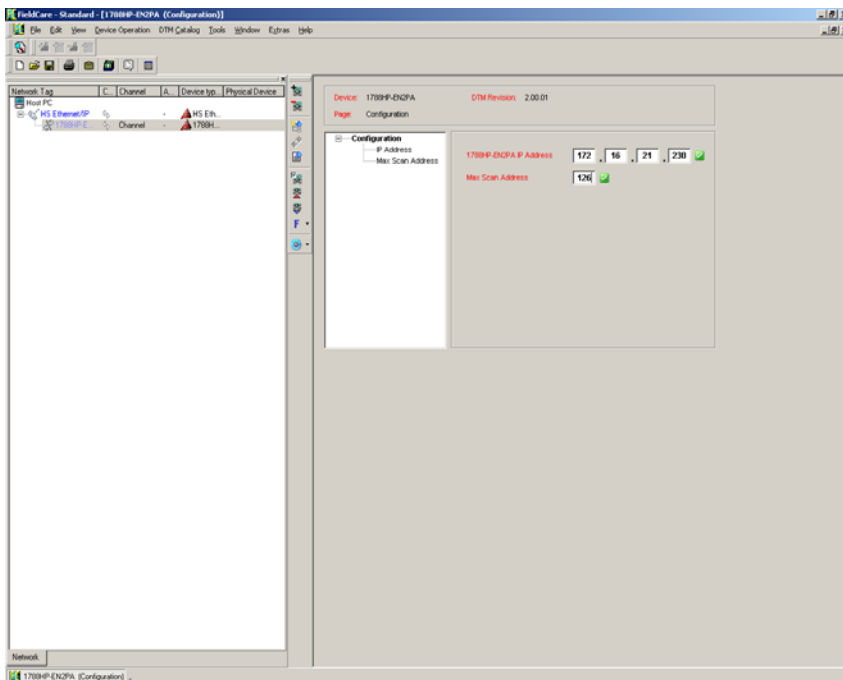 FieldCare - Standard - [1788HP-EN2PA (Configuration)]
File Edit View Device Operation DTM Catalog Tools Window Extras Help
Network Tag C... Channel A... Device typ... Physical Device
Host PC
HS Ethernet/IP - HS Eth...
1788HP-E... Channel - 1788H...
F
Device: 1788HP-EN2PA DTM Revision: 2.00.01
Page: Configuration
Configuration
IP Address
Max Scan Address
1788HP-EN2PA IP Address 172 . 16 . 21 . 230
Max Scan Address 126
Network
1788HP-EN2PA (Configuration)